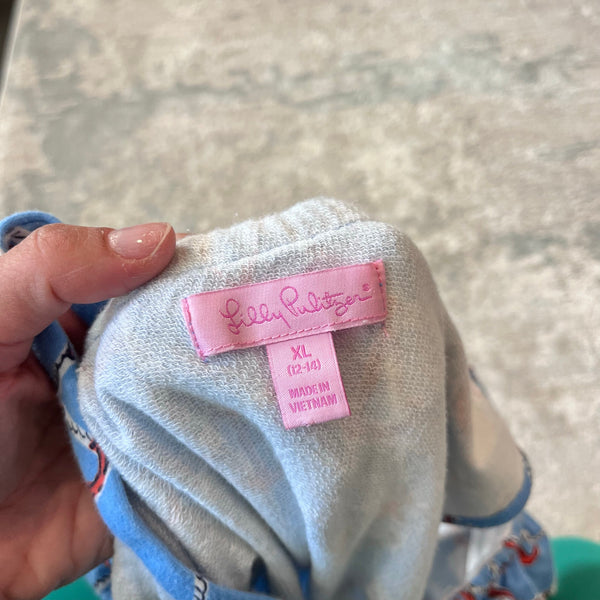 Lilly Pulitzer®
XL
(12-14)
MADE IN
VIETNAM